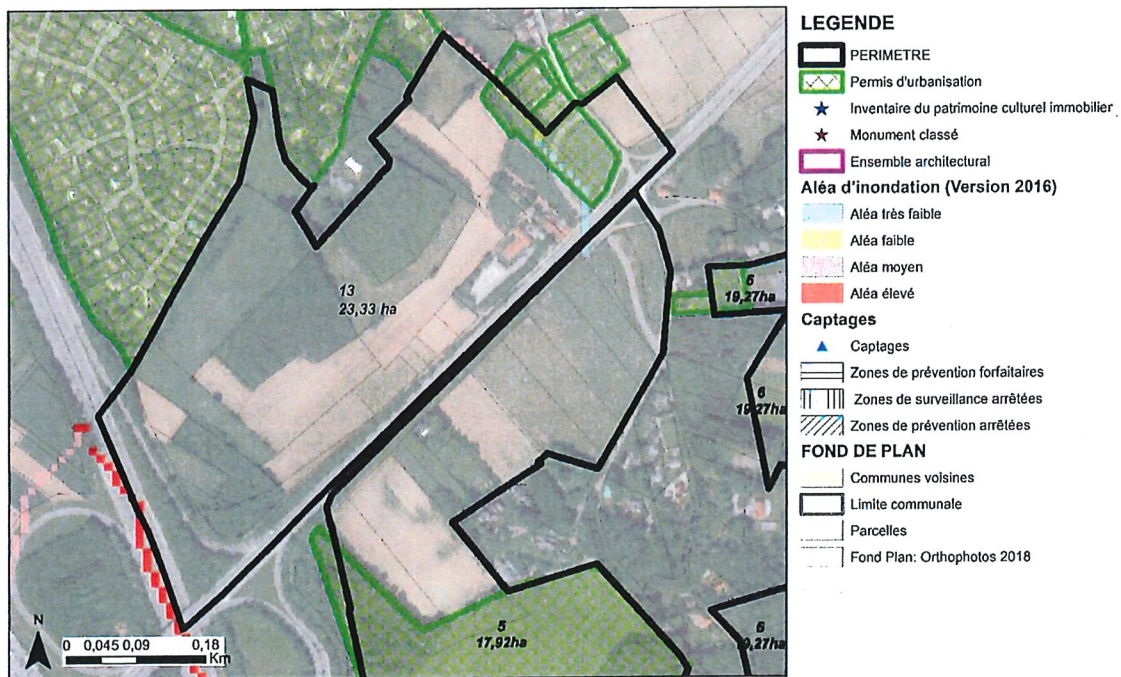 13
23,33 ha
6
19,27ha
6
19,27ha
5
17,92ha
6
19,27ha
N
0 0,045 0,09 0,18
Km
LEGENDE
PERIMETRE
Permis d'urbanisation
Inventaire du patrimoine culturel immobilier
Monument classé
Ensemble architectural
Aléa d'inondation (Version 2016)
Aléa très faible
Aléa faible
Aléa moyen
Aléa élevé
Captages
Captages
Zones de prévention forfaitaires
Zones de surveillance arrêtées
Zones de prévention arrêtées
FOND DE PLAN
Communes voisines
Limite communale
Parcelles
Fond Plan: Orthophotos 2018